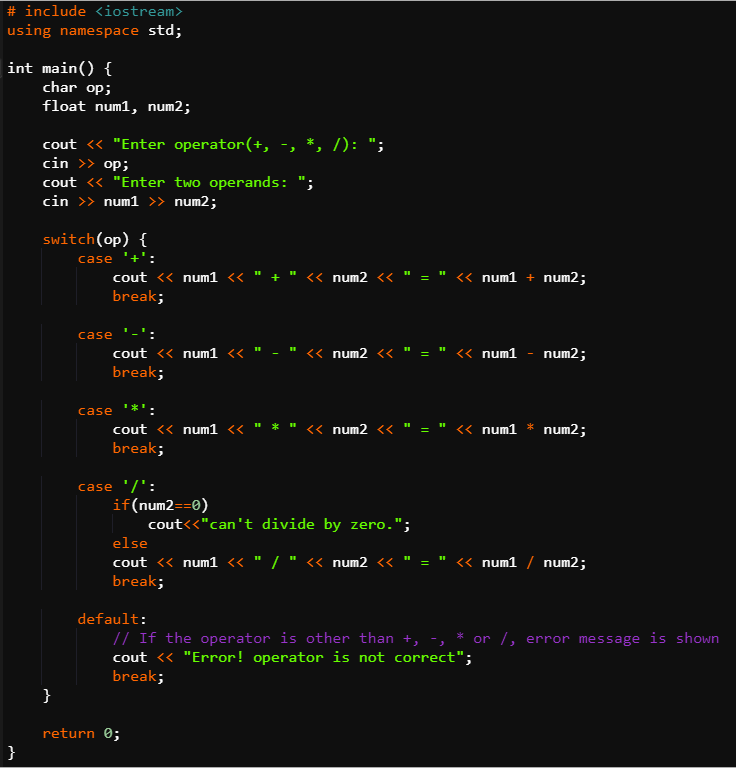 # include <iostream>
using namespace std;
int main() {
char op;
float num1, num2;
cout << "Enter operator(+, -, *, /): ";
cin >> op;
cout << "Enter two operands: ";
cin >> num1 >> num2;
switch(op) {
case '+':
cout << num1 << " + " << num2 << " = " << num1 + num2;
break;
case '-':
cout << num1 << " - " << num2 << " = " << num1 - num2;
break;
case '*':
cout << num1 << " * " << num2 << " = " << num1 * num2;
break;
case '/':
if(num2==0)
cout<<"can't divide by zero.";
else
cout << num1 << " / " << num2 << " = " << num1 / num2;
break;
default:
// If the operator is other than +, -, * or /, error message is shown
cout << "Error! operator is not correct";
break;
}
return 0;
}